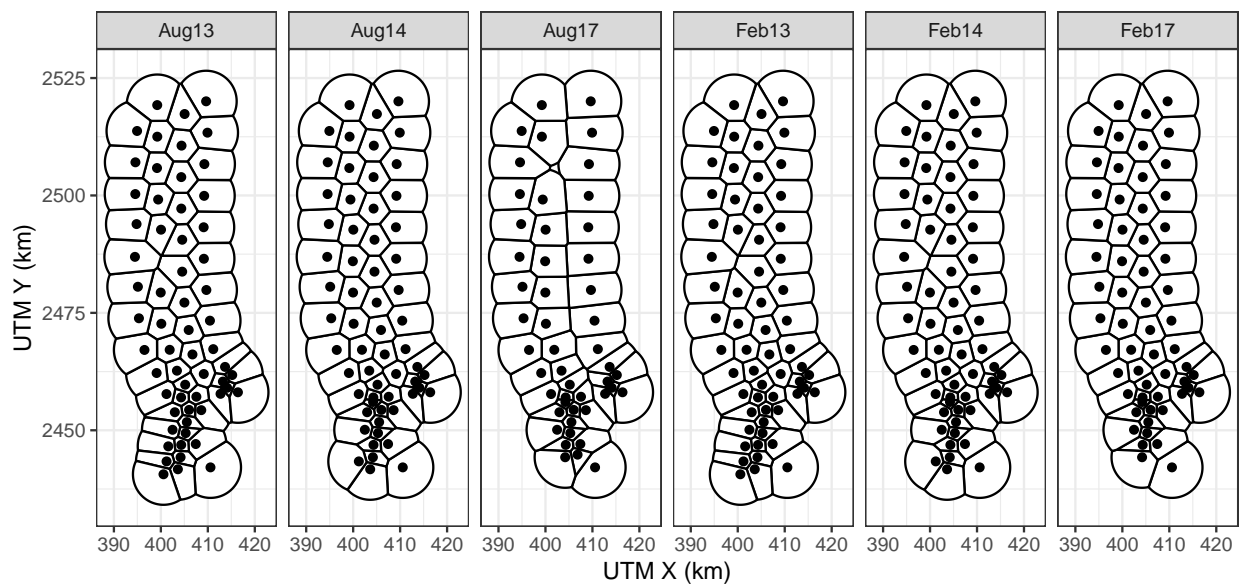 Aug13 Aug14 Aug17 Feb13 Feb14 Feb17
2525
2500
2475
2450
UTM Y (km)
390 400 410 420 390 400 410 420 390 400 410 420 390 400 410 420 390 400 410 420 390 400 410 420
UTM X (km)